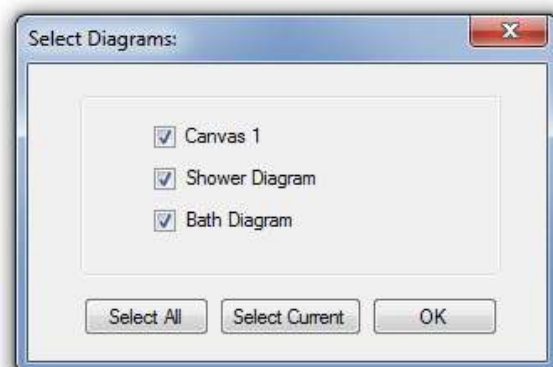 Select Diagrams:
Canvas 1
Shower Diagram
Bath Diagram
Select All Select Current OK